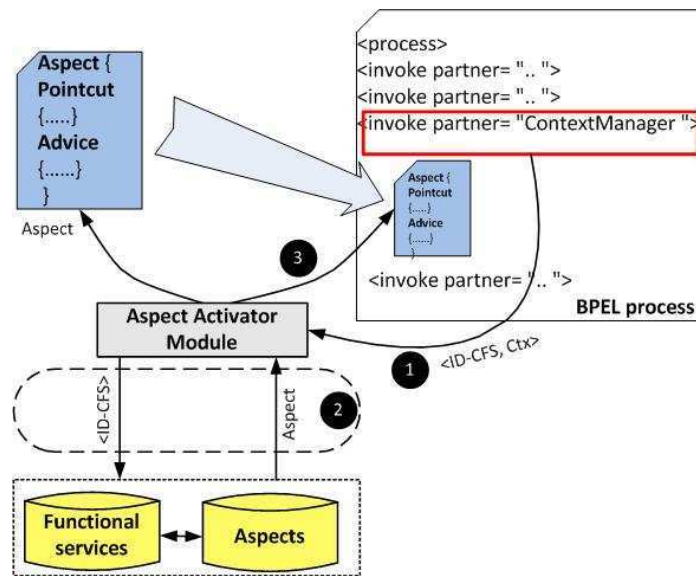 Aspect {
Pointcut
{.....}
Advice
{......}
}
Aspect
<process>
<invoke partner= ".. ">
<invoke partner= ".. ">
<invoke partner= "ContextManager ">
Aspect {
Pointcut
{.....}
Advice
{......}
}
<invoke partner= ".. ">
BPEL process
3
Aspect Activator
Module
1
<ID-CFS, Ctx>
<ID-CFS>
Aspect
2
Functional
services
Aspects